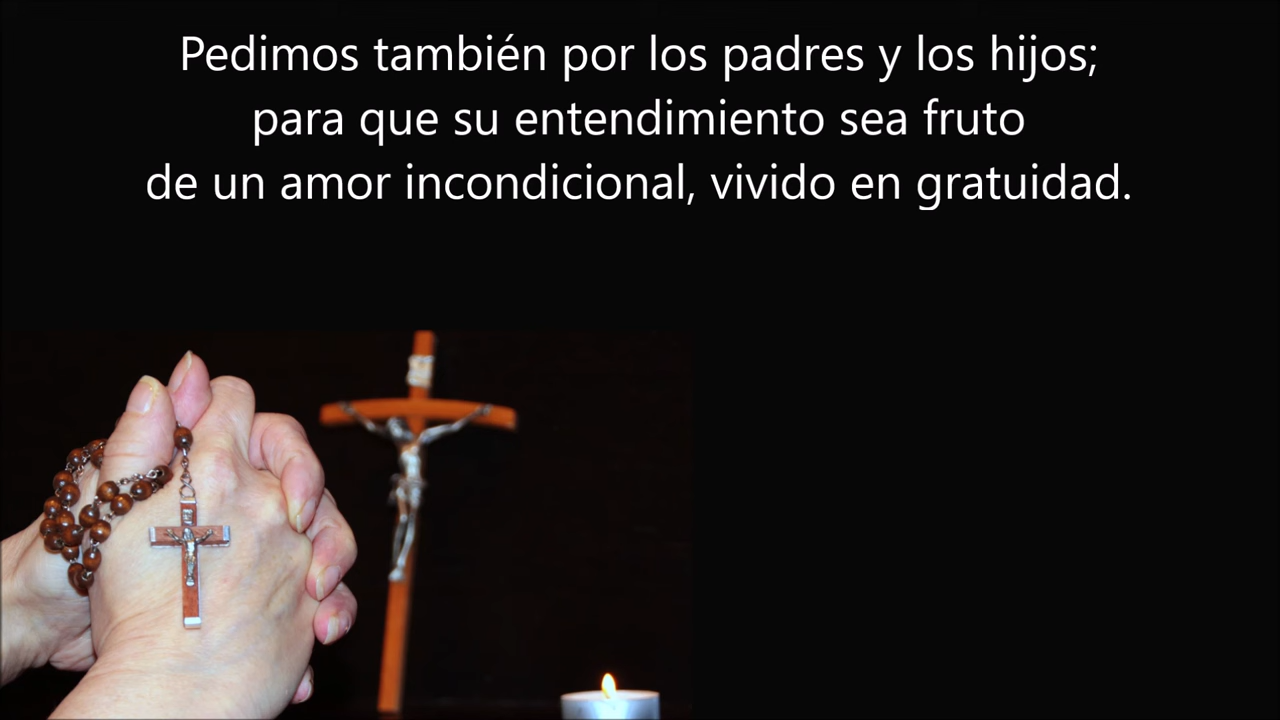 Pedimos también por los padres y los hijos;
para que su entendimiento sea fruto
de un amor incondicional, vivido en gratuidad.